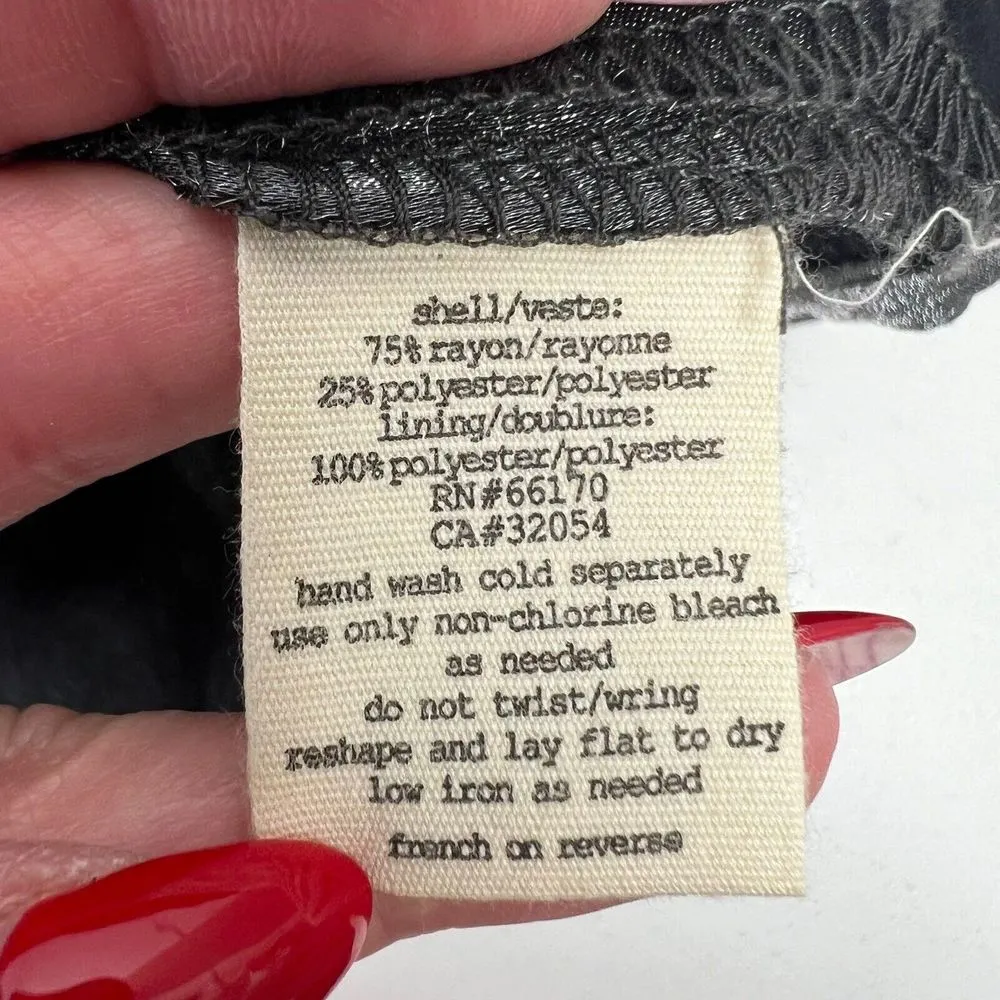 shell/veste:
75% rayon/rayonne
25% polyester/polyester
lining/doublure:
100% polyester/polyester
RN#66170
CA#32054
hand wash cold separately
use only non-chlorine bleach
as needed
do not twist/wring
reshape and lay flat to dry
low iron as needed
french on reverse